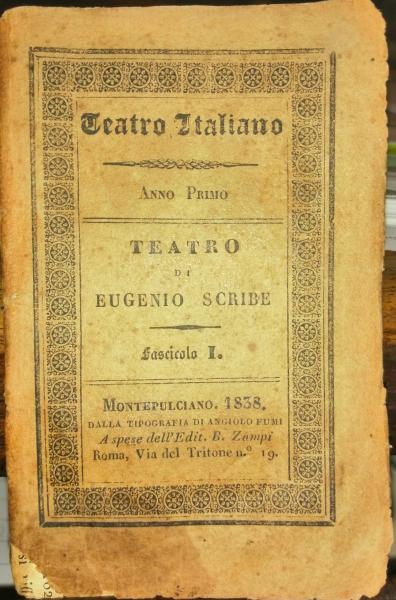 Teatro Italiano
ANNO PRIMO
TEATRO
DI
EUGENIO SCRIBE
Fascicolo I.
MONTEPULCIANO. 1838.
DALLA TIPOGRAFIA DI ANGIOLO FUMI
A spese dell'Edit. B. Zampi
Roma, Via del Tritone n.º 19.